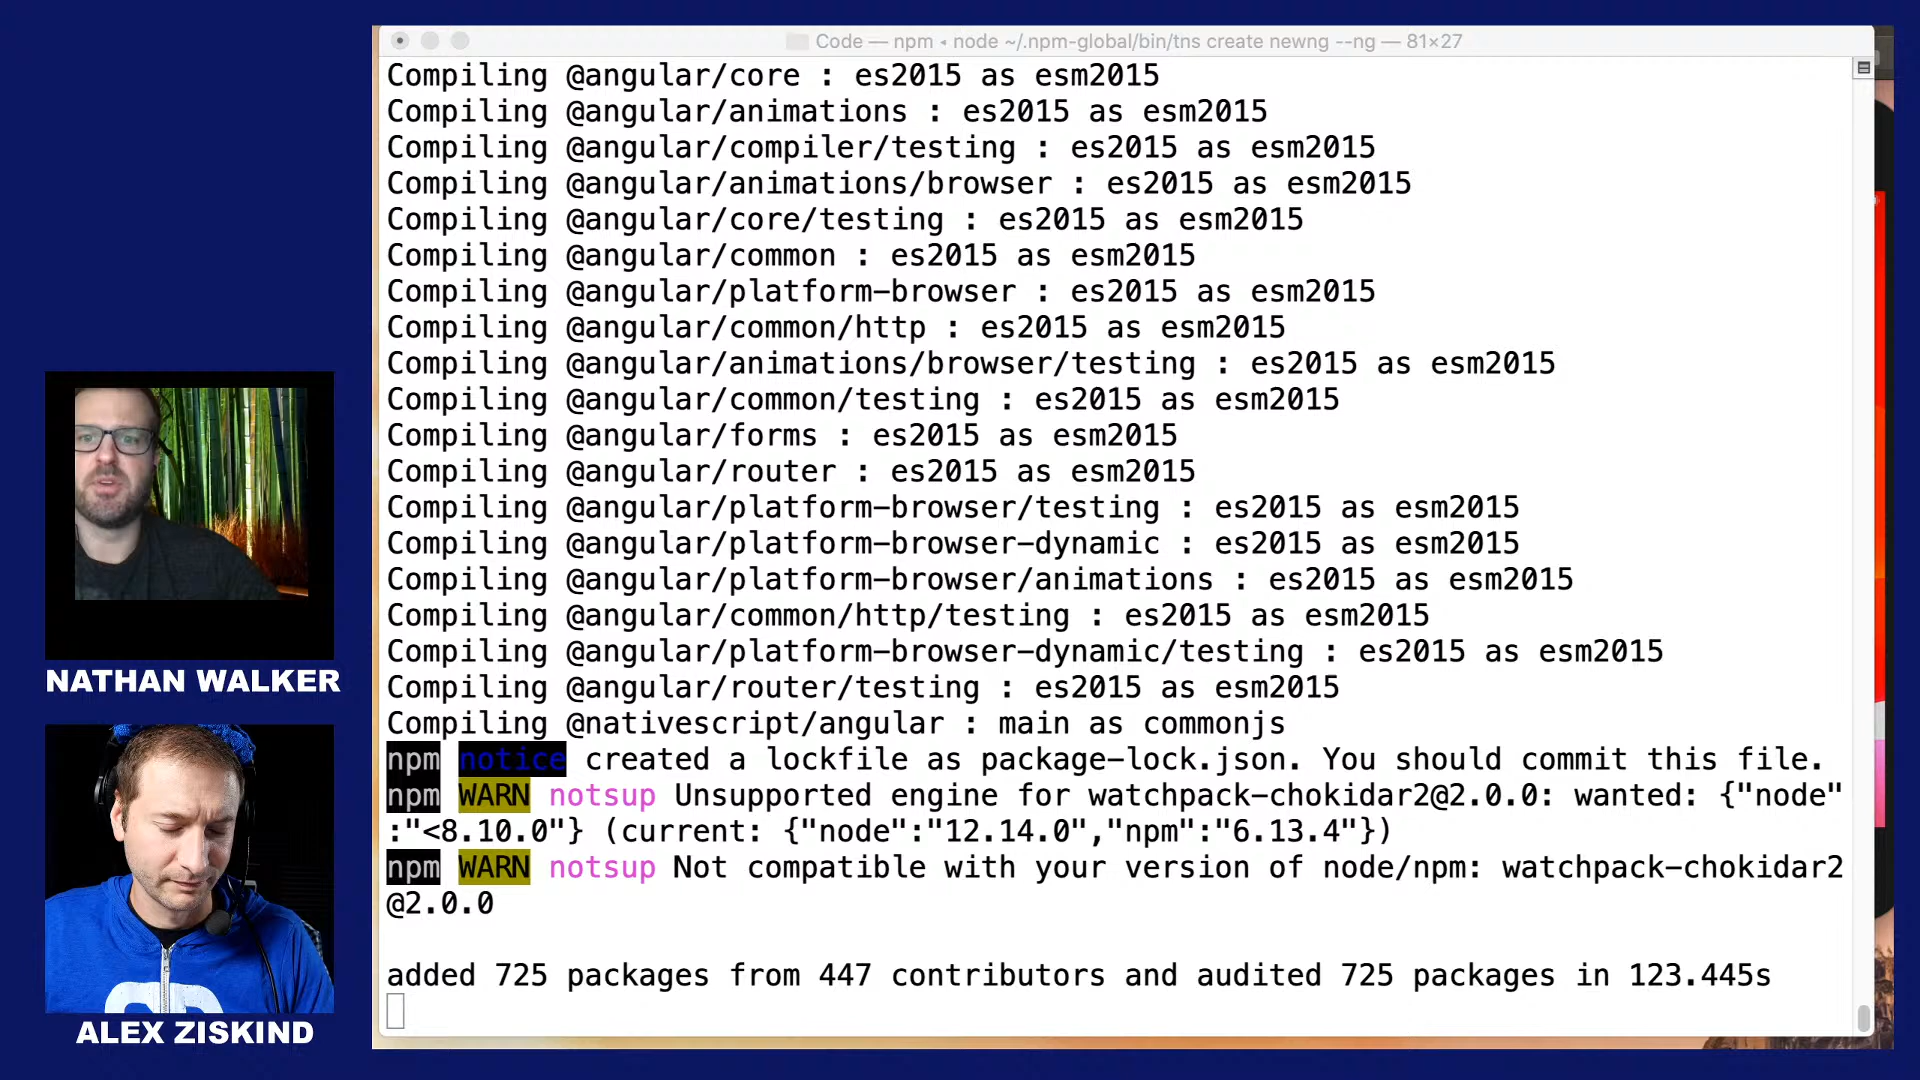 Code — npm ◂ node ~/.npm-global/bin/tns create newng --ng — 81×27
Compiling @angular/core : es2015 as esm2015
Compiling @angular/animations : es2015 as esm2015
Compiling @angular/compiler/testing : es2015 as esm2015
Compiling @angular/animations/browser : es2015 as esm2015
Compiling @angular/core/testing : es2015 as esm2015
Compiling @angular/common : es2015 as esm2015
Compiling @angular/platform-browser : es2015 as esm2015
Compiling @angular/common/http : es2015 as esm2015
Compiling @angular/animations/browser/testing : es2015 as esm2015
Compiling @angular/common/testing : es2015 as esm2015
Compiling @angular/forms : es2015 as esm2015
Compiling @angular/router : es2015 as esm2015
Compiling @angular/platform-browser/testing : es2015 as esm2015
Compiling @angular/platform-browser-dynamic : es2015 as esm2015
Compiling @angular/platform-browser/animations : es2015 as esm2015
Compiling @angular/common/http/testing : es2015 as esm2015
Compiling @angular/platform-browser-dynamic/testing : es2015 as esm2015
Compiling @angular/router/testing : es2015 as esm2015
Compiling @nativescript/angular : main as commonjs
npm notice created a lockfile as package-lock.json. You should commit this file.
npm WARN notsup Unsupported engine for watchpack-chokidar2@2.0.0: wanted: {"node"
:"<8.10.0"} (current: {"node":"12.14.0","npm":"6.13.4"})
npm WARN notsup Not compatible with your version of node/npm: watchpack-chokidar2
@2.0.0
added 725 packages from 447 contributors and audited 725 packages in 123.445s
NATHAN WALKER
ALEX ZISKIND